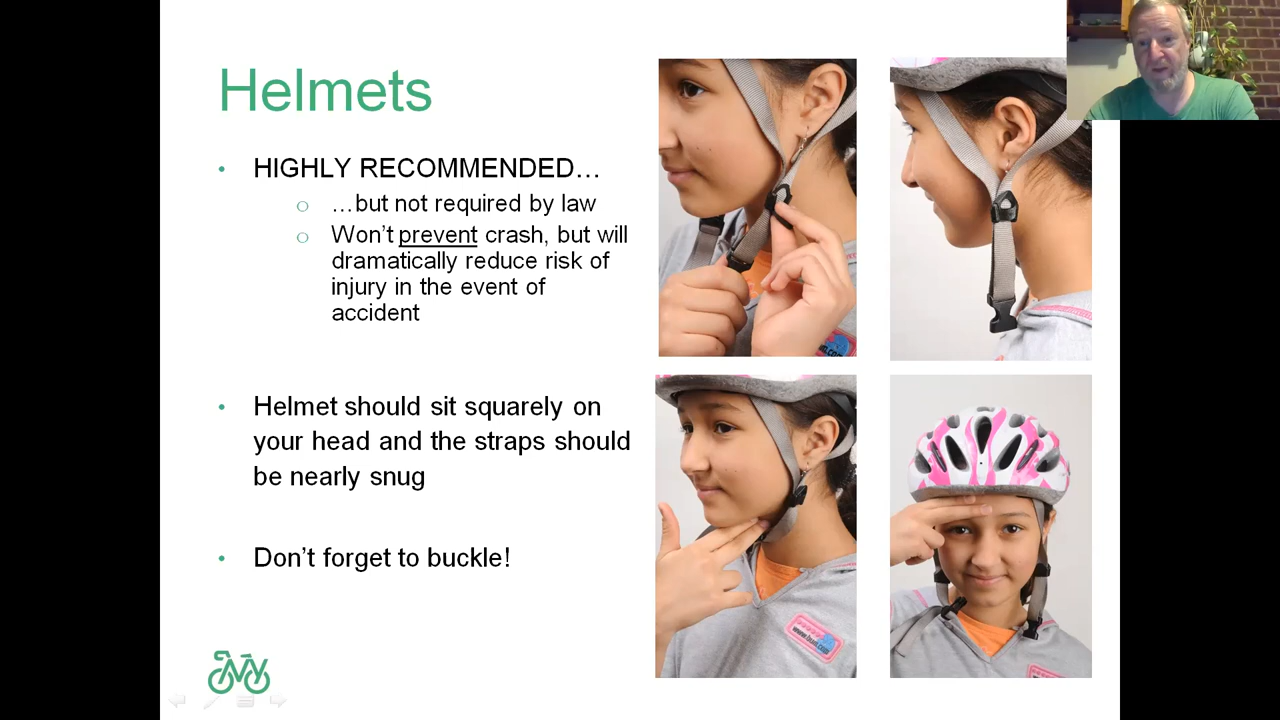 Helmets
• HIGHLY RECOMMENDED…
o …but not required by law
o Won’t prevent crash, but will
dramatically reduce risk of
injury in the event of
accident
• Helmet should sit squarely on
your head and the straps should
be nearly snug
• Don’t forget to buckle!